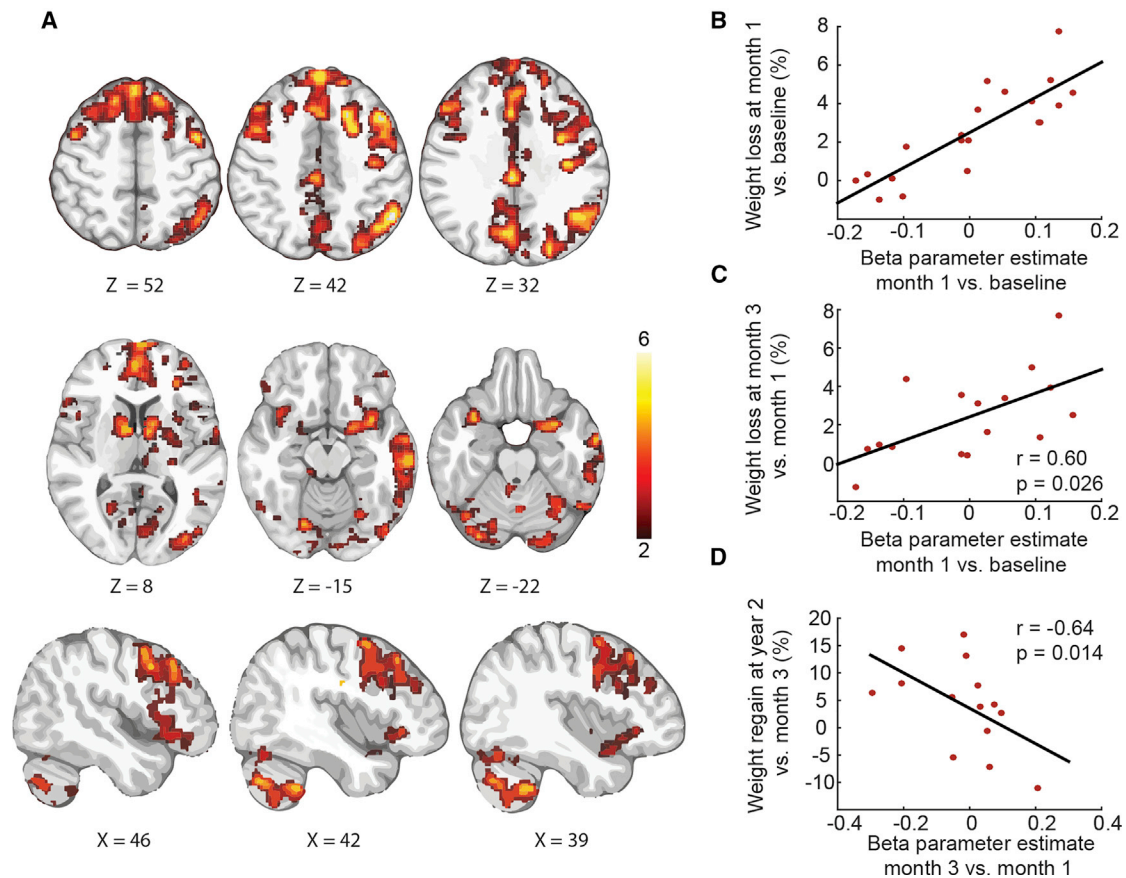 A
Z = 52
Z = 42
Z = 32
6
2
Z = 8
Z = -15
Z = -22
X = 46
X = 42
X = 39
B
Weight loss at month 1
vs. baseline (%)
8
6
4
2
0
-0.2
-0.1
0
0.1
0.2
Beta parameter estimate
month 1 vs. baseline
C
Weight loss at month 3
vs. month 1 (%)
8
6
4
2
0
r = 0.60
p = 0.026
-0.2
-0.1
0
0.1
0.2
Beta parameter estimate
month 1 vs. baseline
D
Weight regain at year 2
vs. month 3 (%)
20
15
10
5
0
-5
-10
r = -0.64
p = 0.014
-0.4
-0.2
0
0.2
0.4
Beta parameter estimate
month 3 vs. month 1